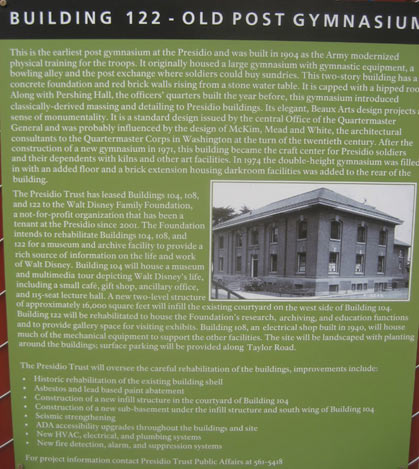 BUILDING 122 - OLD POST GYMNASIUM
This is the earliest post gymnasium at the Presidio and was built in 1904 as the Army modernized
physical training for the troops. It originally housed a large gymnasium with gymnastic equipment, a
bowling alley and the post exchange where soldiers could buy sundries. This two-story building has a
concrete foundation and red brick walls rising from a stone water table. It is capped with a hipped roof.
Along with Pershing Hall, the officers' quarters built the year before, this gymnasium introduced
classically-derived massing and detailing to Presidio buildings. Its elegant, Beaux Arts design projects a
sense of monumentality. It is a standard design issued by the central Office of the Quartermaster
General and was probably influenced by the design of McKim, Mead and White, the architectural
consultants to the Quartermaster Corps in Washington at the turn of the twentieth century. After the
construction of a new gymnasium in 1971, this building became the craft center for Presidio soldiers
and their dependents with kilns and other art facilities. In 1974 the double-height gymnasium was filled
in with an added floor and a brick extension housing darkroom facilities was added to the rear of the
building.
The Presidio Trust has leased Buildings 104, 108,
and 122 to the Walt Disney Family Foundation,
a not-for-profit organization that has been a
tenant at the Presidio since 2001. The Foundation
intends to rehabilitate Buildings 104, 108, and
122 for a museum and archive facility to provide a
rich source of information on the life and work
of Walt Disney. Building 104 will house a museum
and multimedia tour depicting Walt Disney's life,
including a small café, gift shop, ancillary office,
and 115-seat lecture hall. A new two-level structure
of approximately 16,000 square feet will infill the existing courtyard on the west side of Building 104.
Building 122 will be rehabilitated to house the Foundation's research, archiving, and education functions
and to provide gallery space for visiting exhibits. Building 108, an electrical shop built in 1940, will house
much of the mechanical equipment to support the other facilities. The site will be landscaped with planting
around the buildings; surface parking will be provided along Taylor Road.
The Presidio Trust will oversee the careful rehabilitation of the buildings, improvements include:
• Historic rehabilitation of the existing building shell
• Asbestos and lead based paint abatement
• Construction of a new infill structure in the courtyard of Building 104
• Construction of a new sub-basement under the infill structure and south wing of Building 104
• Seismic strengthening
• ADA accessibility upgrades throughout the buildings and site
• New HVAC, electrical, and plumbing systems
• New fire detection, alarm, and suppression systems
For project information contact Presidio Trust Public Affairs at 561-5418